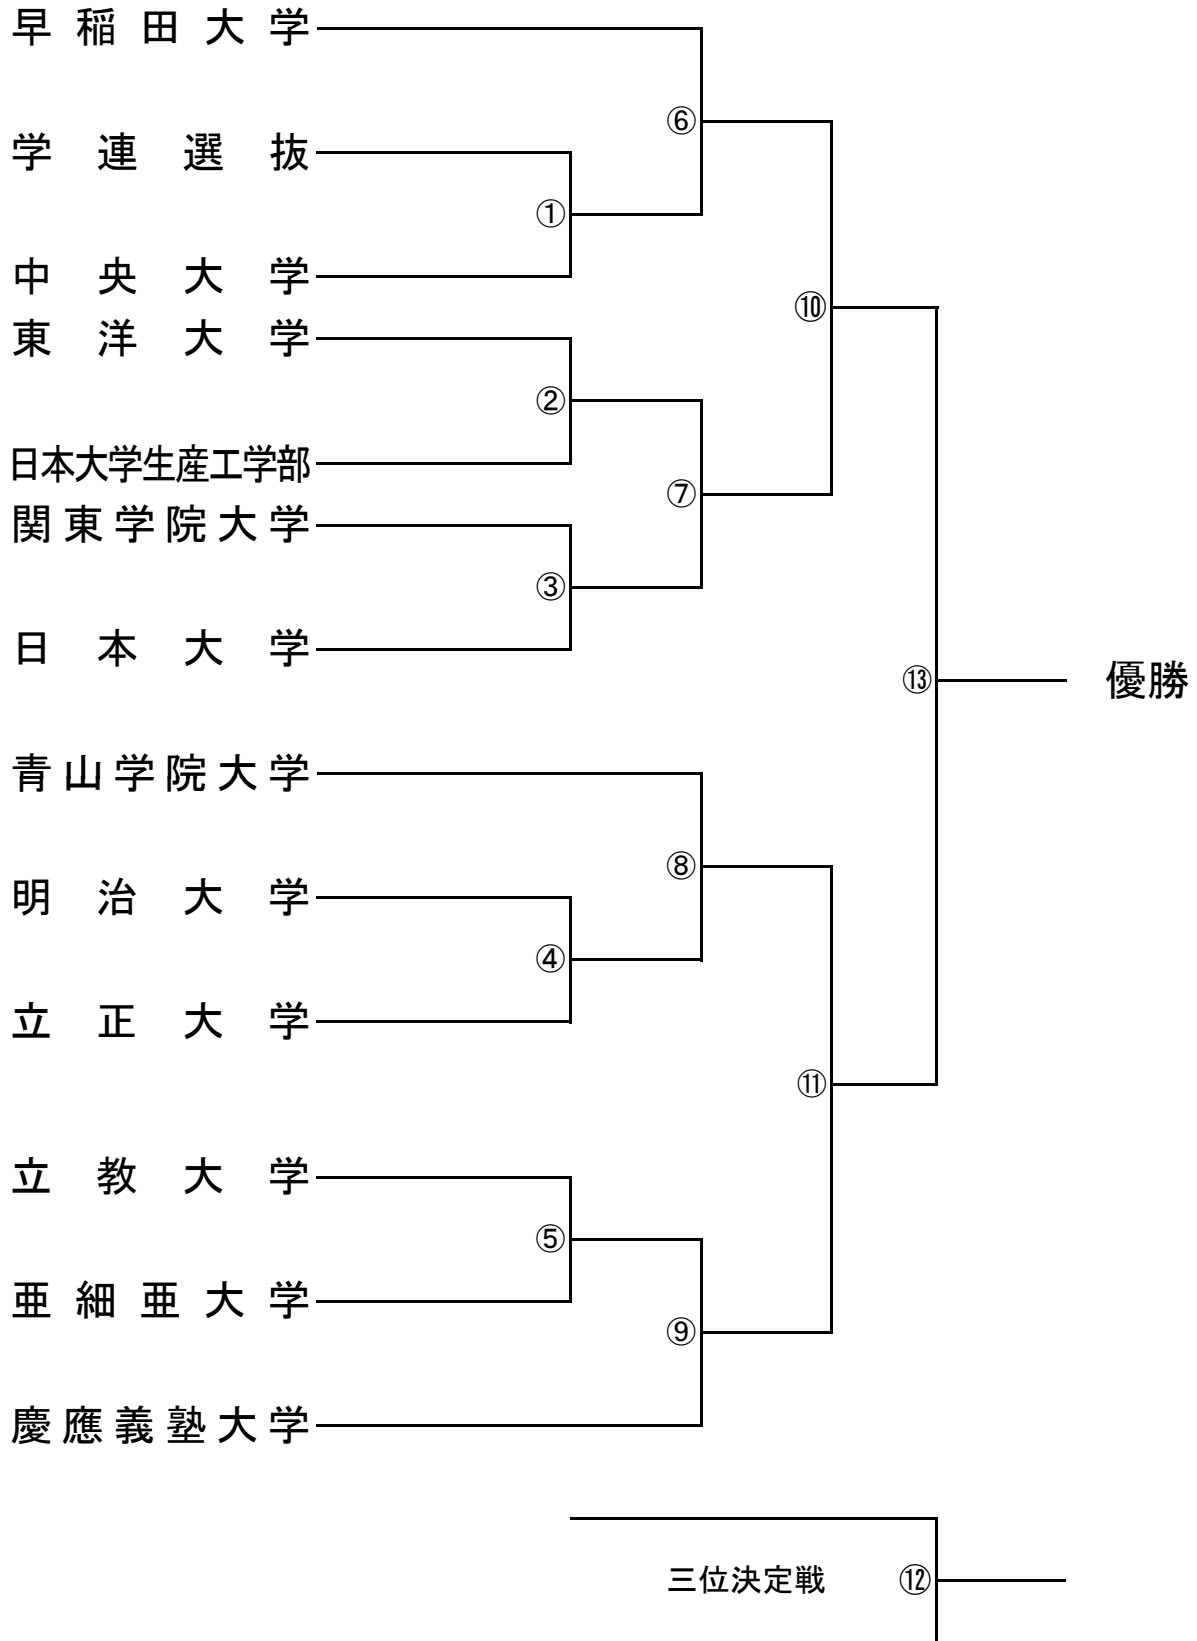 早稲田大学
⑥
学連選抜
①
中央大学
⑩
東洋大学
②
日本大学生産工学部
⑦
関東学院大学
③
日本大学
⑬ 優勝
青山学院大学
⑧
明治大学
④
立正大学
⑪
立教大学
⑤
亜細亜大学
⑨
慶應義塾大学
三位決定戦 ⑫